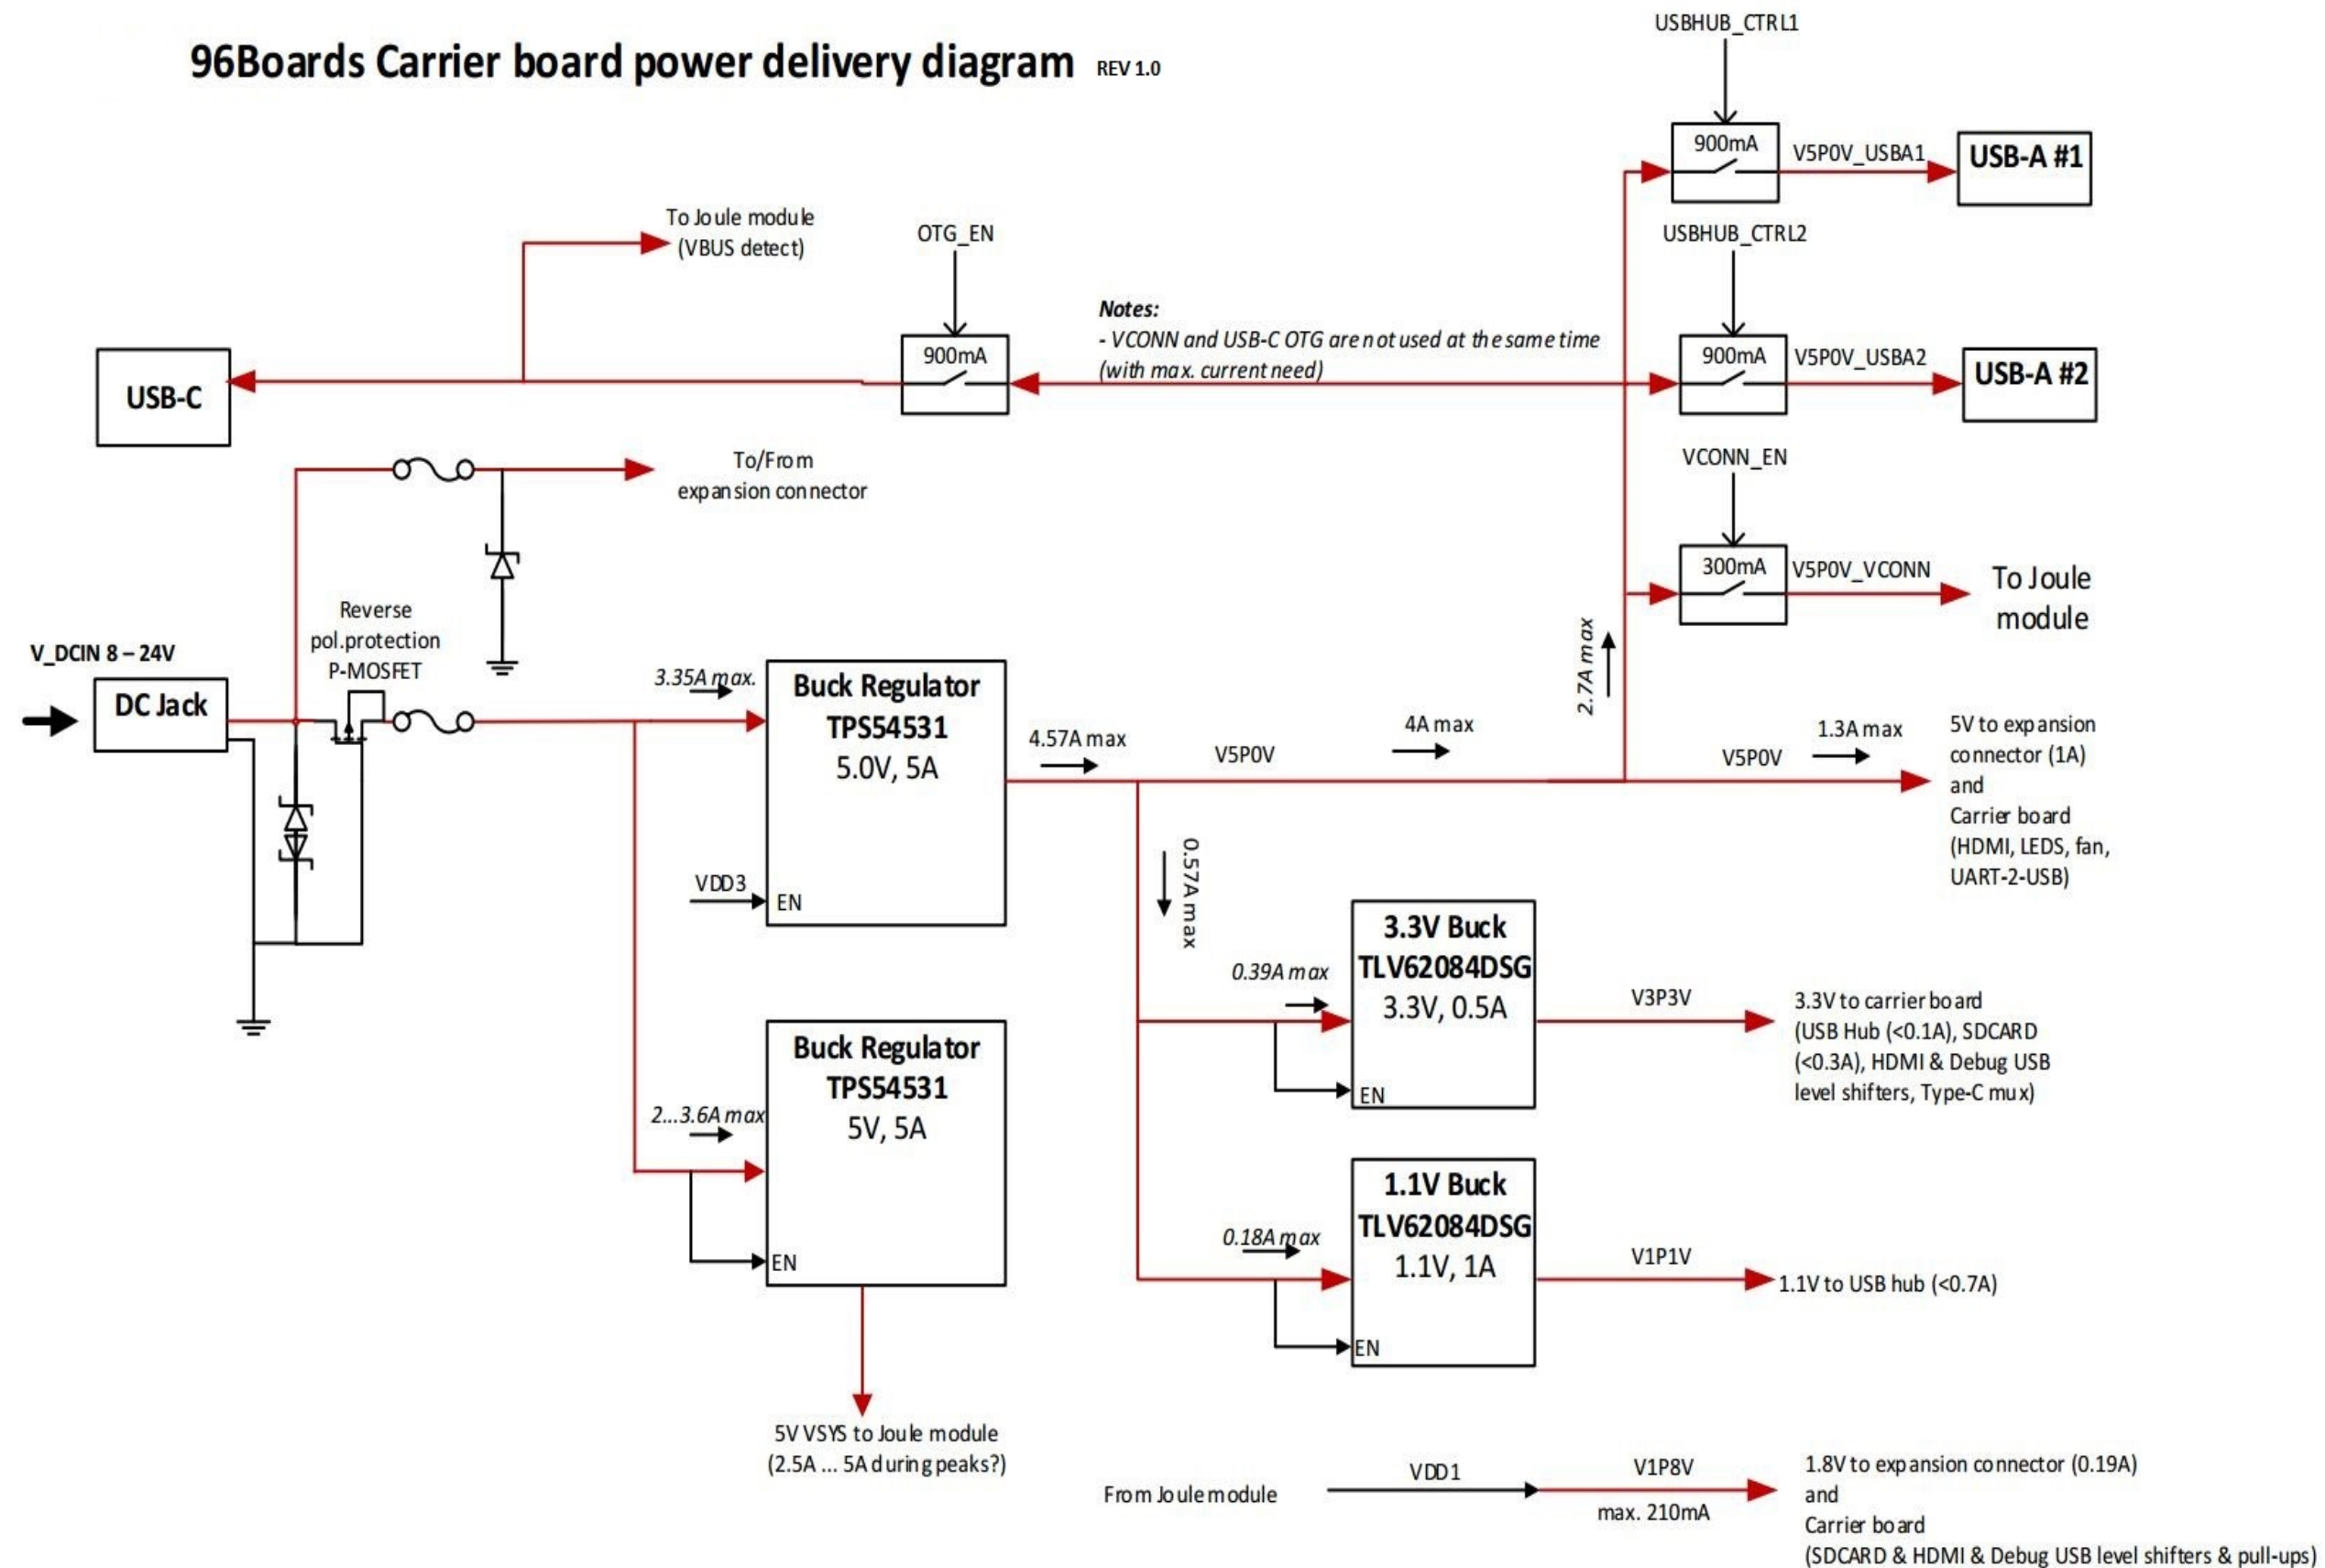 96Boards Carrier board power delivery diagram REV 1.0
USBHUB_CTRL1
900mA
V5P0V_USBA1
USB-A #1
To Joule module
(VBUS detect)
OTG_EN
USBHUB_CTRL2
Notes:
- VCONN and USB-C OTG are not used at the same time
(with max. current need)
USB-C
900mA
900mA
V5P0V_USBA2
USB-A #2
To/From
expansion connector
VCONN_EN
300mA
V5P0V_VCONN
To Joule
module
Reverse
pol.protection
P-MOSFET
V_DCIN 8 – 24V
DC Jack
3.35A max.
Buck Regulator
TPS54531
5.0V, 5A
VDD3
EN
4.57A max
V5P0V
4A max
2.7A max
V5P0V
1.3A max
5V to expansion
connector (1A)
and
Carrier board
(HDMI, LEDS, fan,
UART-2-USB)
0.57A max
0.39A max
3.3V Buck
TLV62084DSG
3.3V, 0.5A
EN
V3P3V
3.3V to carrier board
(USB Hub (<0.1A), SDCARD
(<0.3A), HDMI & Debug USB
level shifters, Type-C mux)
2...3.6A max
Buck Regulator
TPS54531
5V, 5A
EN
0.18A max
1.1V Buck
TLV62084DSG
1.1V, 1A
EN
V1P1V
1.1V to USB hub (<0.7A)
5V VSYS to Joule module
(2.5A ... 5A during peaks?)
From Joule module
VDD1
V1P8V
max. 210mA
1.8V to expansion connector (0.19A)
and
Carrier board
(SDCARD & HDMI & Debug USB level shifters & pull-ups)